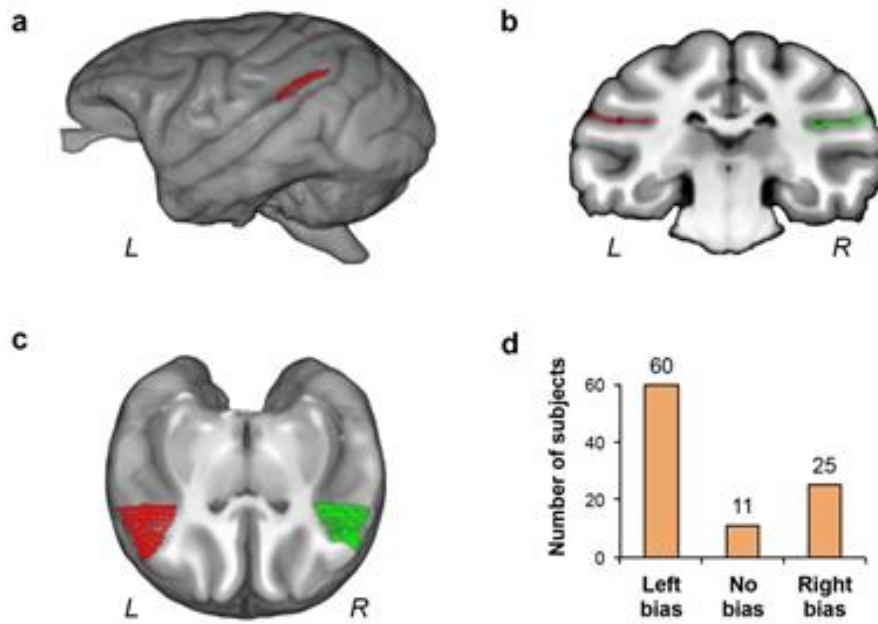 a
L
b
L
R
c
L
R
d
Number of subjects
60
40
20
0
60
11
25
Left bias
No bias
Right bias